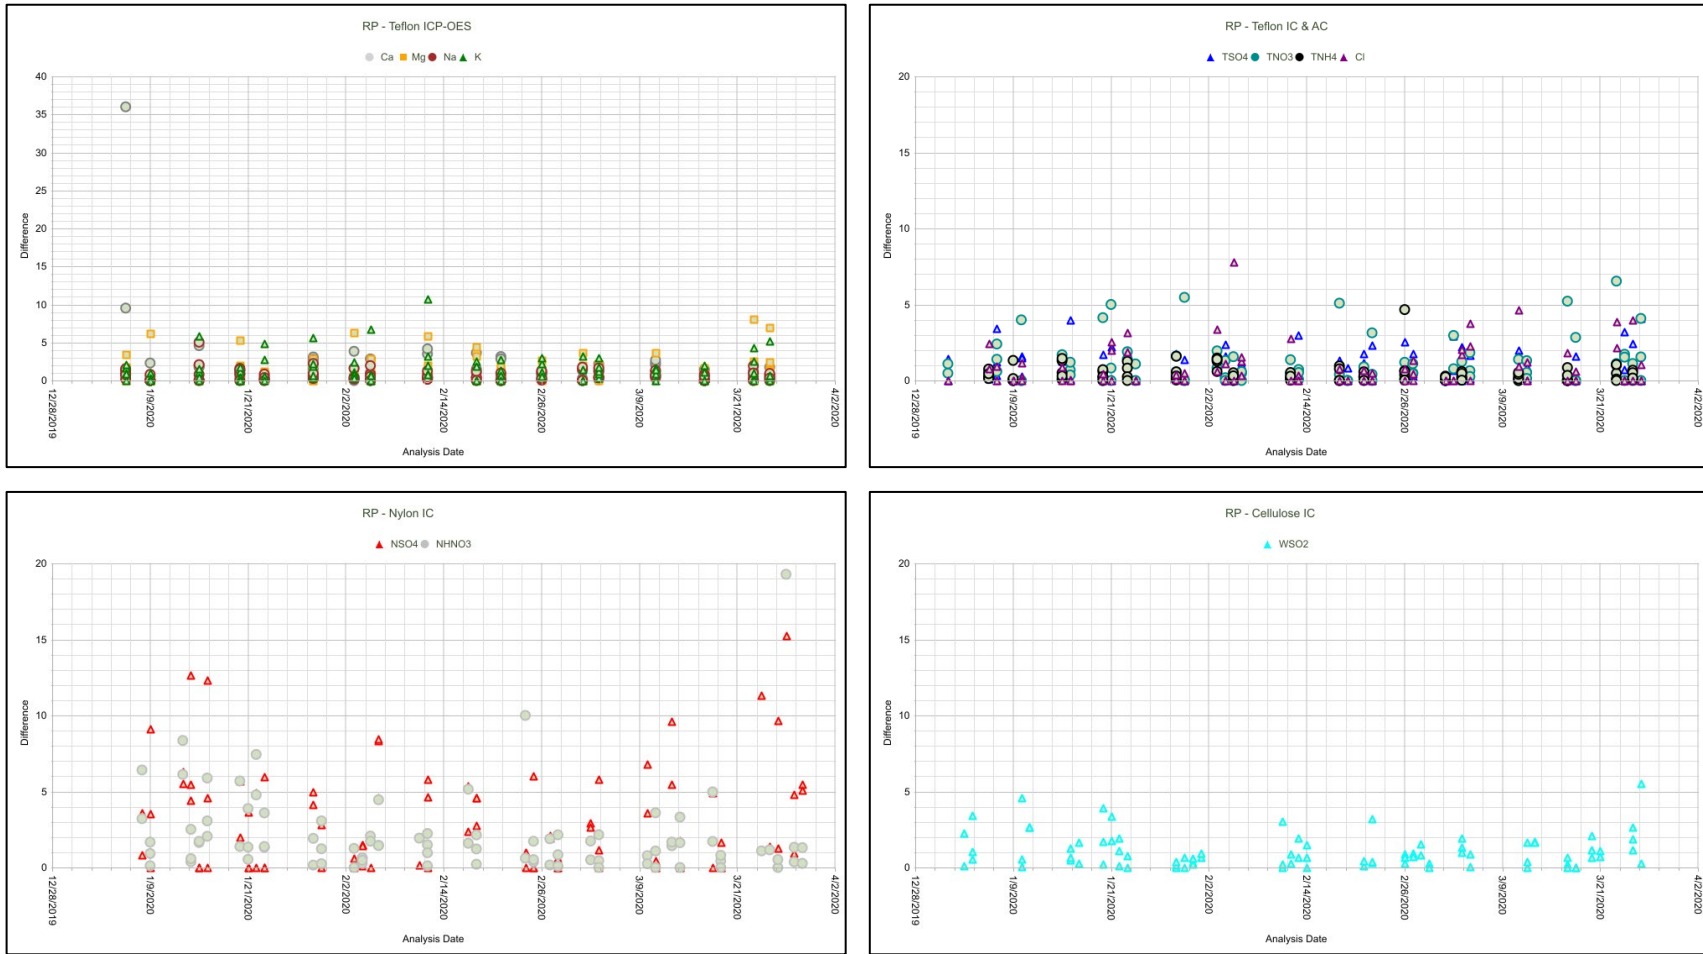 RP - Teflon ICP-OES
Ca Mg Na K
40
35
30
25
20
15
10
5
0
Difference
12/28/2019 1/9/2020 1/21/2020 2/2/2020 2/14/2020 2/26/2020 3/9/2020 3/21/2020 4/2/2020
Analysis Date
RP - Teflon IC & AC
TSO4 TNO3 TNH4 Cl
20
15
10
5
0
Difference
12/28/2019 1/9/2020 1/21/2020 2/2/2020 2/14/2020 2/26/2020 3/9/2020 3/21/2020 4/2/2020
Analysis Date
RP - Nylon IC
NSO4 NHNO3
20
15
10
5
0
Difference
12/28/2019 1/9/2020 1/21/2020 2/2/2020 2/14/2020 2/26/2020 3/9/2020 3/21/2020 4/2/2020
Analysis Date
RP - Cellulose IC
WSO2
20
15
10
5
0
Difference
12/28/2019 1/9/2020 1/21/2020 2/2/2020 2/14/2020 2/26/2020 3/9/2020 3/21/2020 4/2/2020
Analysis Date